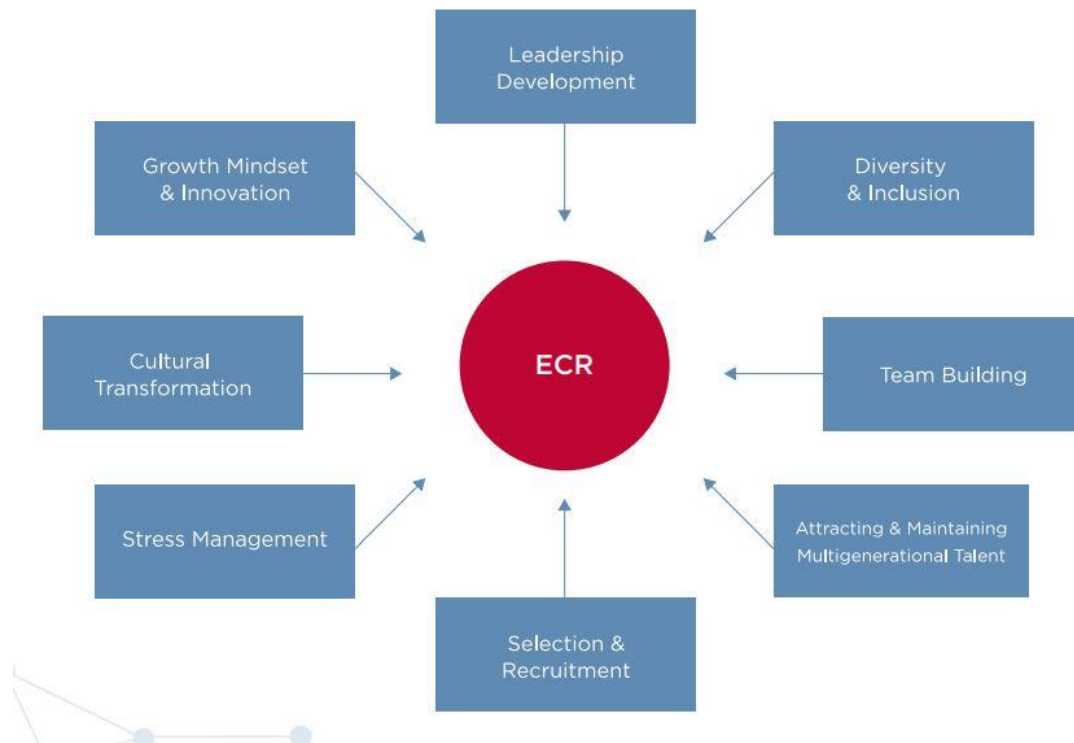 Leadership
Development
Growth Mindset
& Innovation
Diversity
& Inclusion
Cultural
Transformation
ECR
Team Building
Stress Management
Attracting & Maintaining
Multigenerational Talent
Selection &
Recruitment